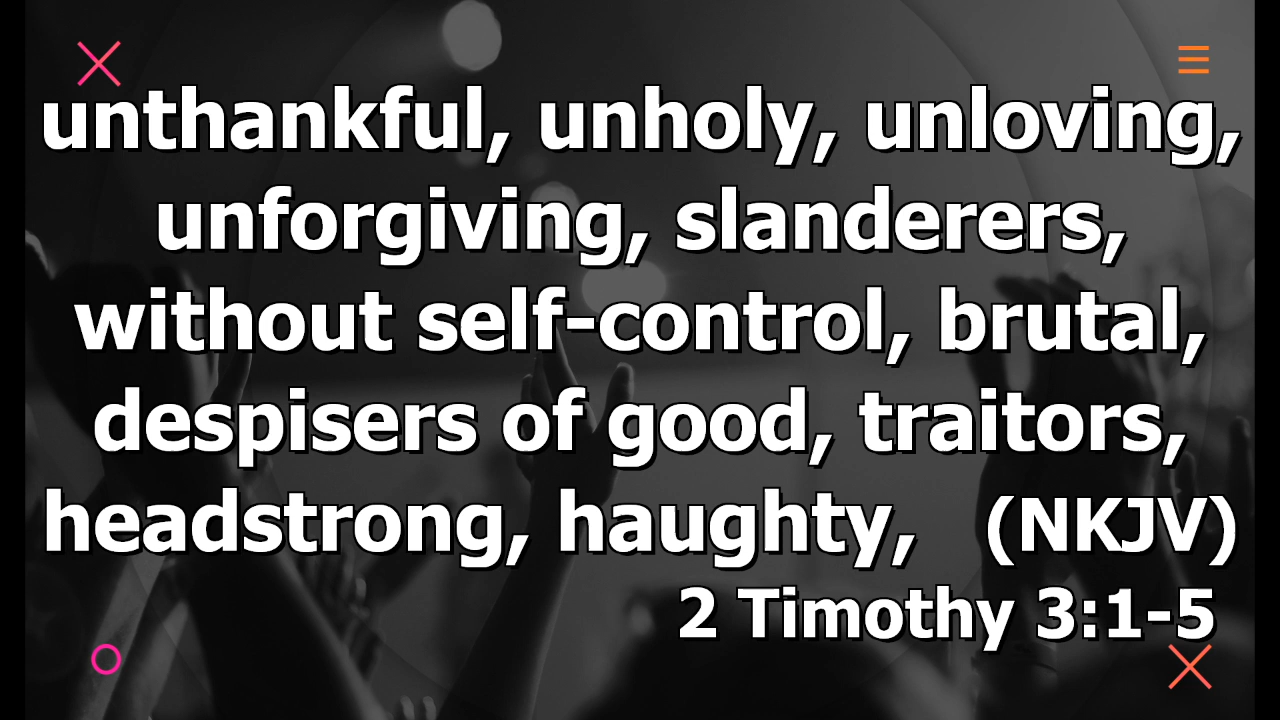 unthankful, unholy, unloving,
unforgiving, slanderers,
without self-control, brutal,
despisers of good, traitors,
headstrong, haughty, (NKJV)
2 Timothy 3:1-5